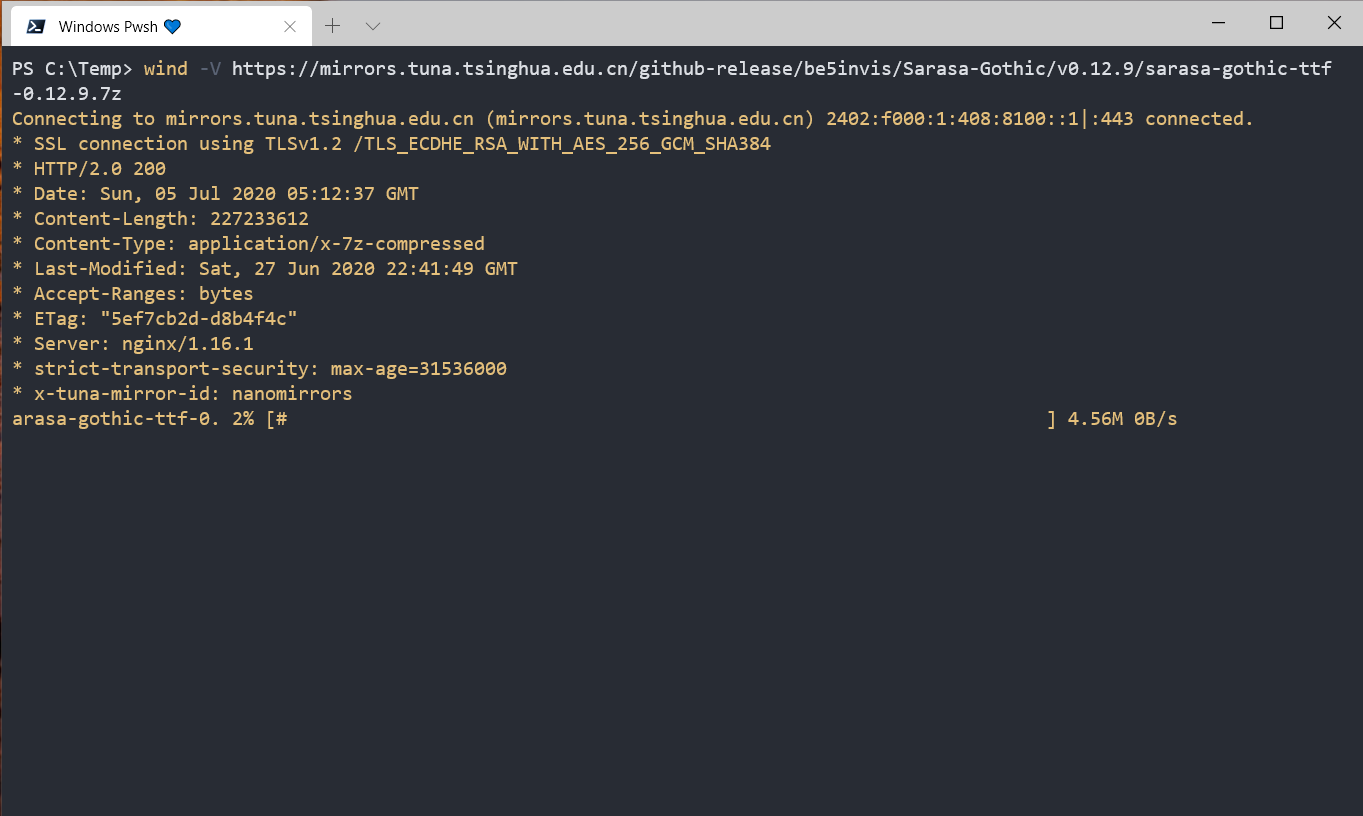 Windows Pwsh 💙
PS C:\Temp> wind -V https://mirrors.tuna.tsinghua.edu.cn/github-release/be5invis/Sarasa-Gothic/v0.12.9/sarasa-gothic-ttf
-0.12.9.7z
Connecting to mirrors.tuna.tsinghua.edu.cn (mirrors.tuna.tsinghua.edu.cn) 2402:f000:1:408:8100::1|:443 connected.
* SSL connection using TLSv1.2 /TLS_ECDHE_RSA_WITH_AES_256_GCM_SHA384
* HTTP/2.0 200
* Date: Sun, 05 Jul 2020 05:12:37 GMT
* Content-Length: 227233612
* Content-Type: application/x-7z-compressed
* Last-Modified: Sat, 27 Jun 2020 22:41:49 GMT
* Accept-Ranges: bytes
* ETag: "5ef7cb2d-d8b4f4c"
* Server: nginx/1.16.1
* strict-transport-security: max-age=31536000
* x-tuna-mirror-id: nanomirrors
arasa-gothic-ttf-0. 2% [# ] 4.56M 0B/s